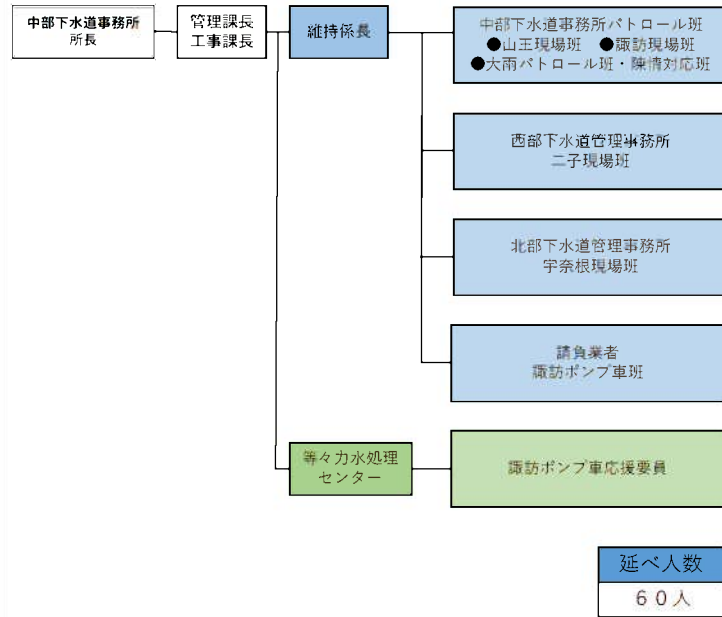 中部下水道事務所
所長
管理課長
工事課長
維持係長
中部下水道事務所パトロール班
●山王現場班　●諏訪現場班
●大雨パトロール班・陳情対応班
西部下水道管理事務所
二子現場班
北部下水道管理事務所
宇奈根現場班
請負業者
諏訪ポンプ車班
等々力水処理
センター
諏訪ポンプ車応援要員
延べ人数
６０人